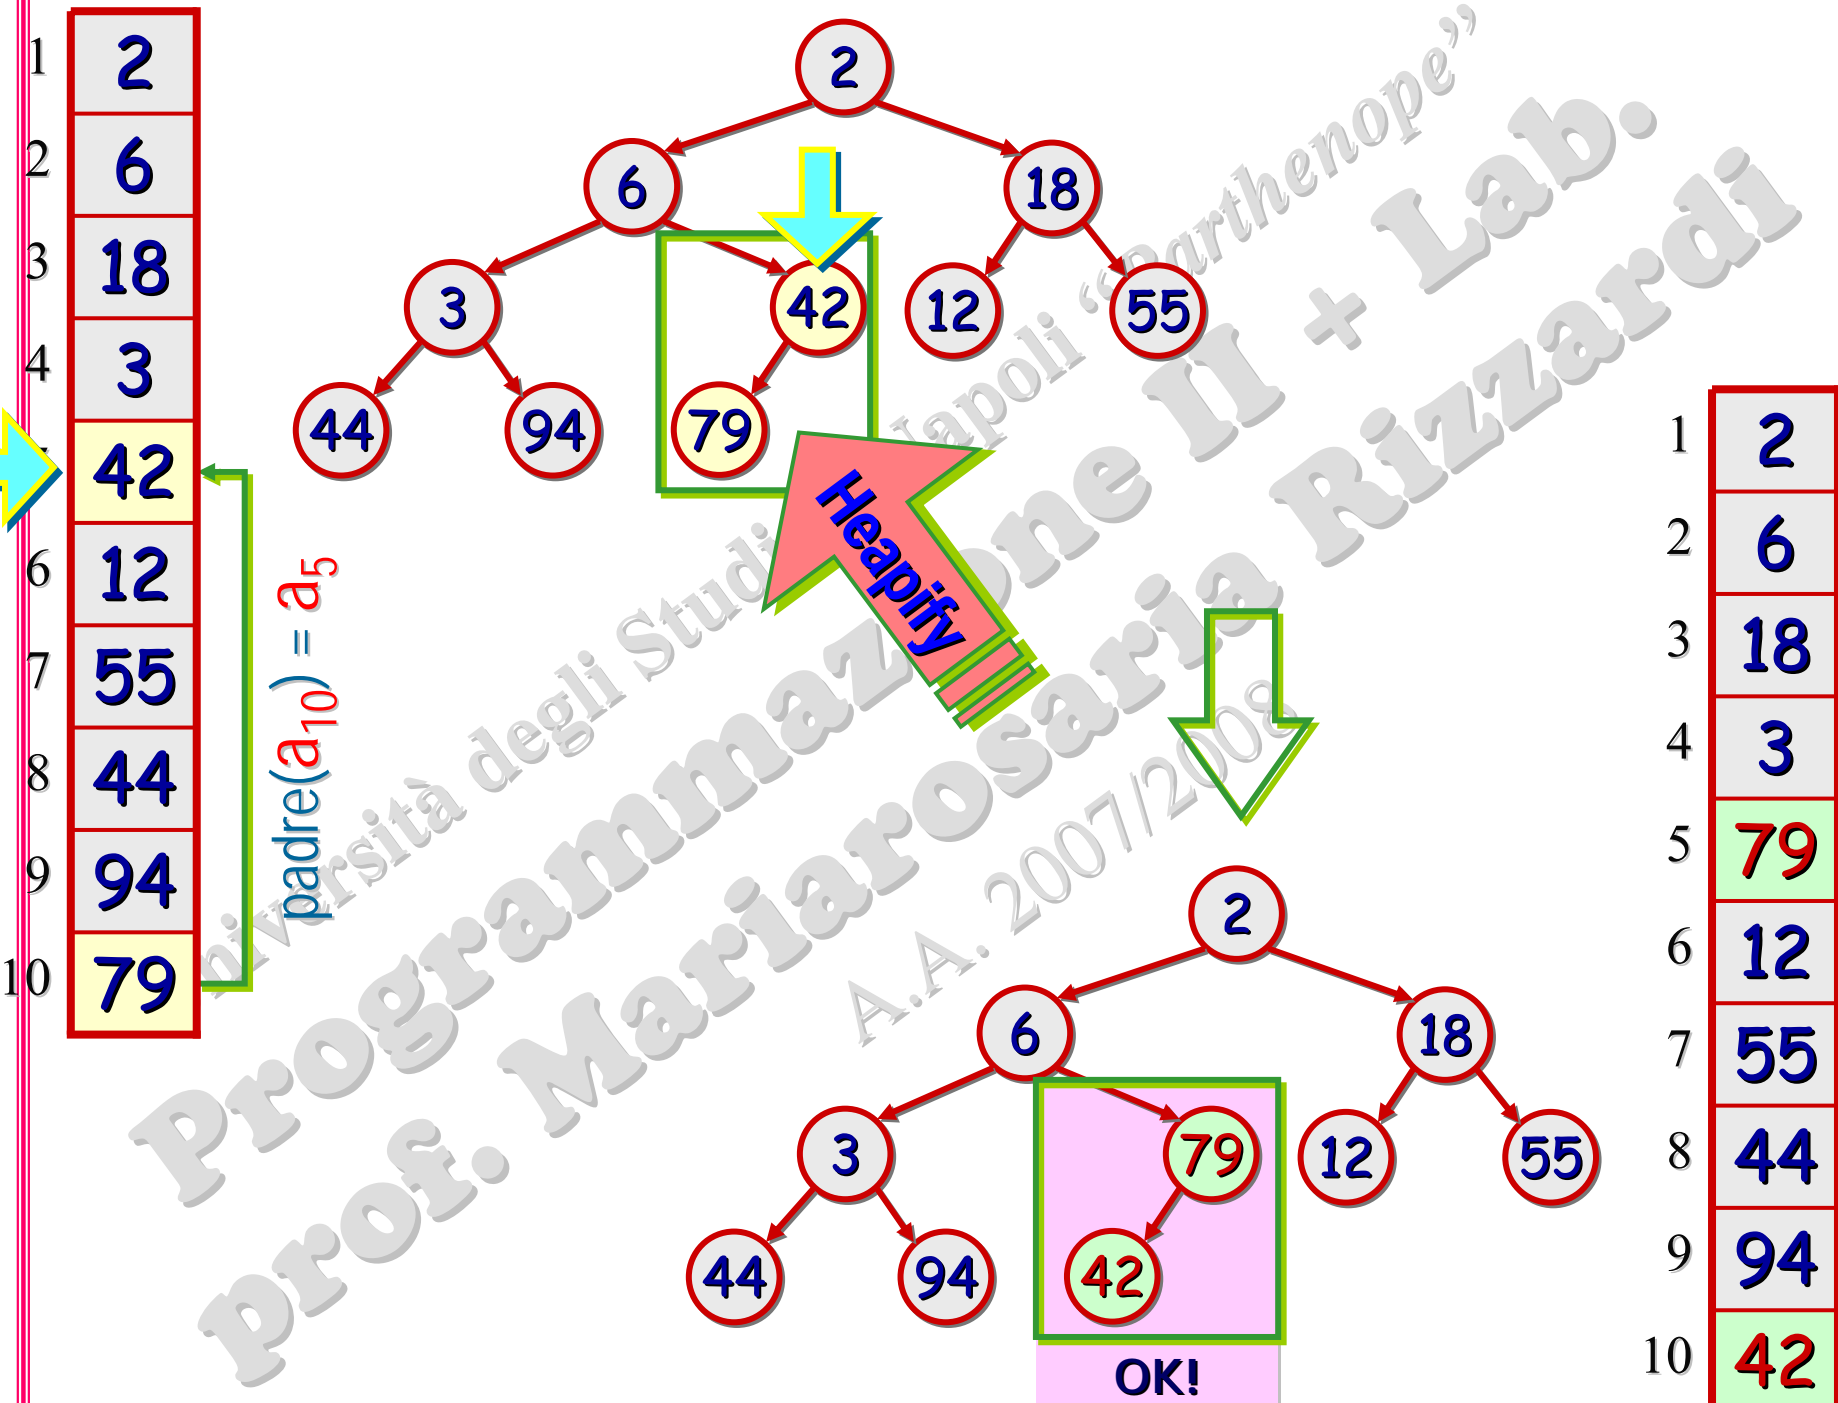 1 2
2 6
3 18
4 3
42
6 12
7 55
8 44
9 94
10 79
padre(a10) = a5
2
6 18
3 42 12 55
44 94 79
Heapify
niversità degli Studi Napoli “Parthenope”
Programmaz one II + Lab.
prof. Mariarosaria Rizzardi
A.A. 2007/2008
2
6 18
3 79 12 55
44 94 42
OK!
1 2
2 6
3 18
4 3
5 79
6 12
7 55
8 44
9 94
10 42